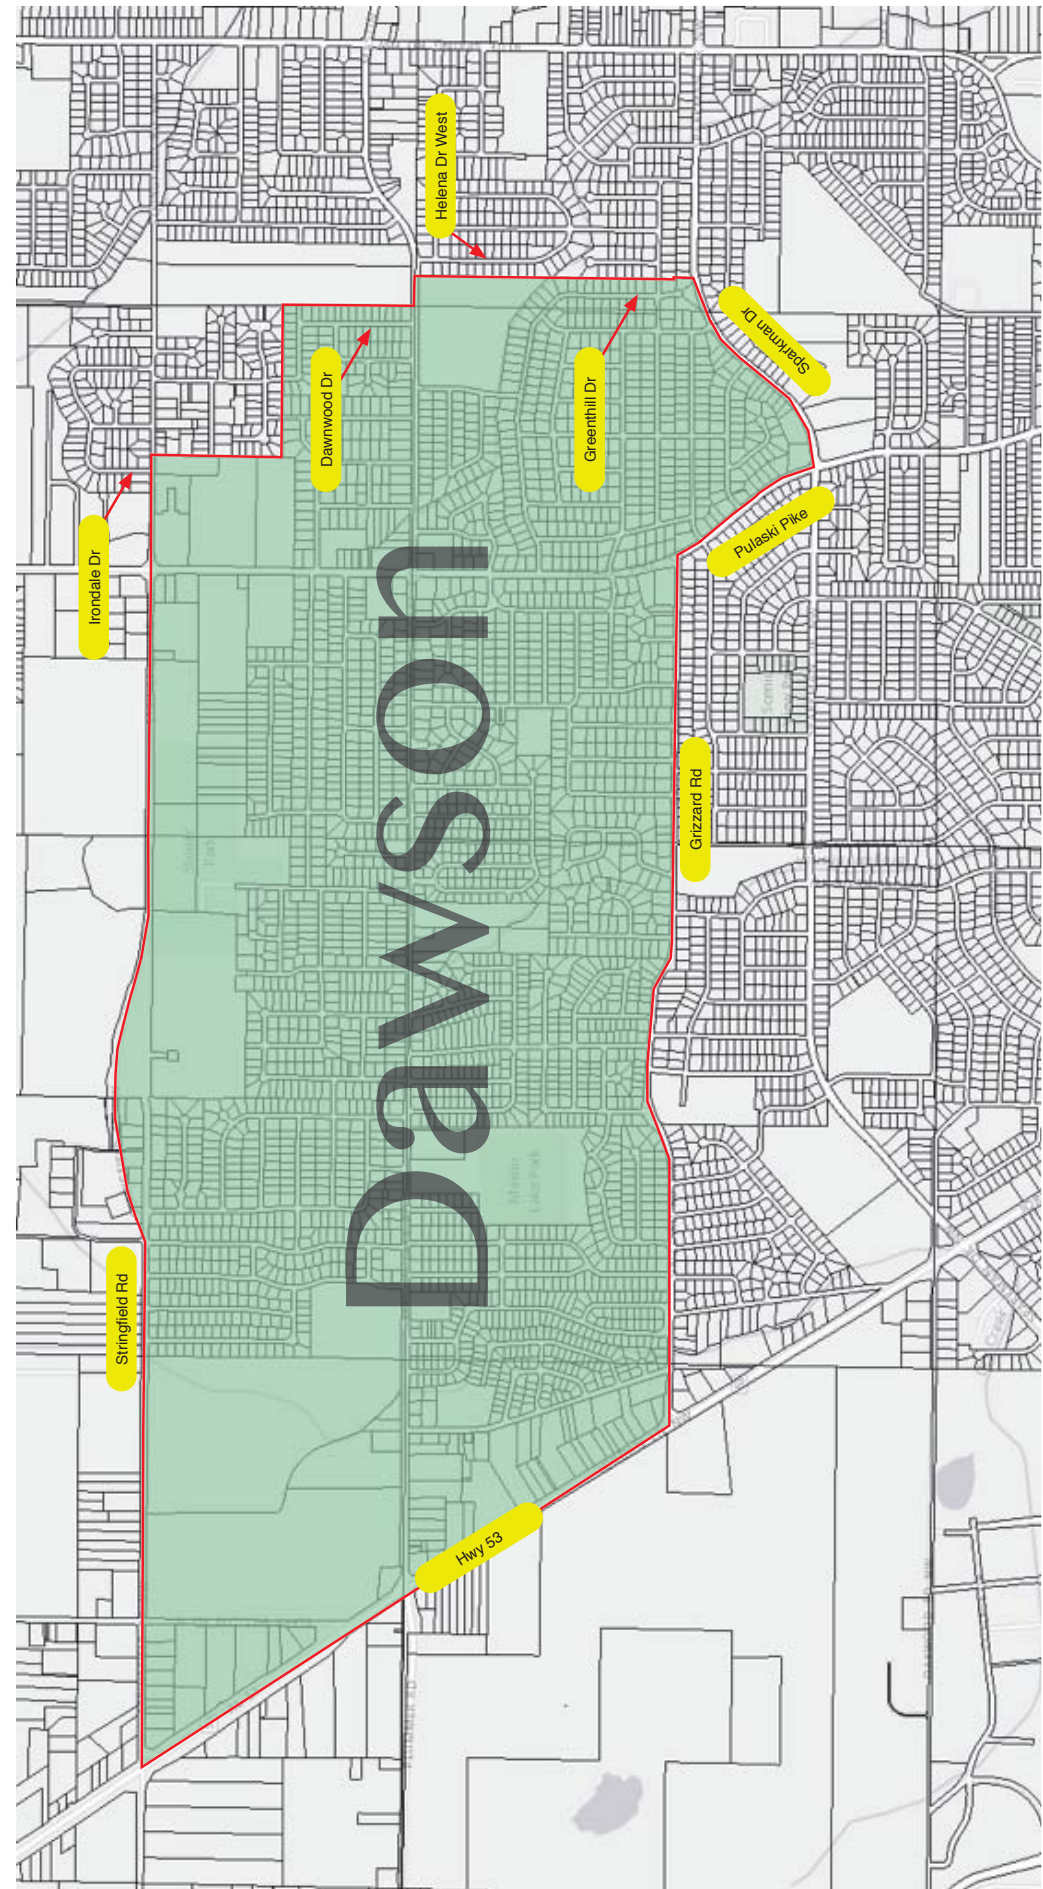 Irondale Dr
Stringfield Rd
Helena Dr West
Dawnwood Dr
Greenthill Dr
Sparkman Dr
Pulaski Pike
Grizzard Rd
Hwy 53
Dawson